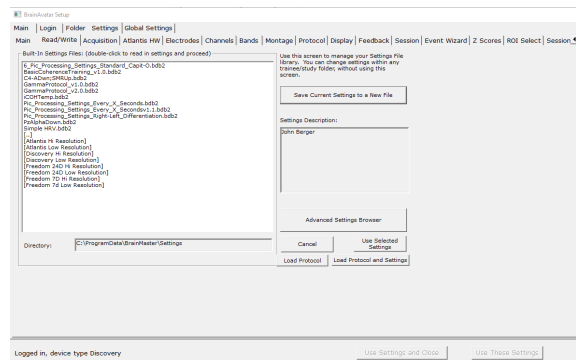 BrainAvatar Setup
Main Login Folder Settings Global Settings
Main Read/Write Acquisition Atlantis HW Electrodes Channels Bands Montage Protocol Display Feedback Session Event Wizard Z Scores ROI Select Session
Built-In Settings Files: (double-click to read in settings and proceed)
6_Pic_Processing_Settings_Standard_Capit-O.bdb2
BasicCoherenceTraining_v1.0.bdb2
C4-ADwn;SMRUp.bdb2
GammaProtocol_v1.0.bdb2
GammaProtocol_v2.0.bdb2
iCOHTemp.bdb2
Pic_Processing_Settings_Every_X_Seconds.bdb2
Pic_Processing_Settings_Every_X_Secondsv1.1.bdb2
Pic_Processing_Settings_Right-Left_Differentiation.bdb2
PzAlphaDown.bdb2
Simple HRV.bdb2
[..]
[Atlantis Hi Resolution]
[Atlantis Low Resolution]
[Discovery Hi Resolution]
[Discovery Low Resolution]
[Freedom 24D Hi Resolution]
[Freedom 24D Low Resolution]
[Freedom 7D Hi Resolution]
[Freedom 7d Low Resolution]
Directory: C:\ProgramData\BrainMaster\Settings
Use this screen to manage your Settings File
library. You can change settings within any
trainee/study folder, without using this
screen.
Save Current Settings to a New File
Settings Description:
John Berger
Advanced Settings Browser
Cancel
Use Selected
Settings
Load Protocol Load Protocol and Settings
Logged in, device type Discovery
Use Settings and Close Use These Settings